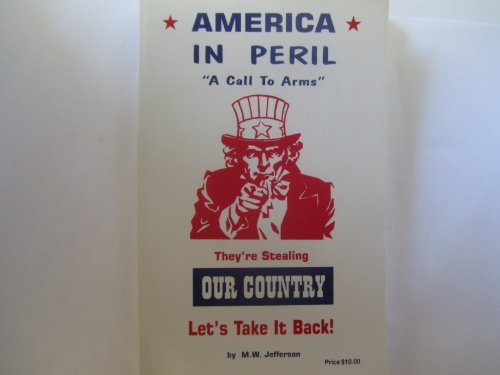 AMERICA
IN PERIL
"A Call To Arms"
They're Stealing
OUR COUNTRY
Let's Take It Back!
by M.W. Jefferson
Price $10.00